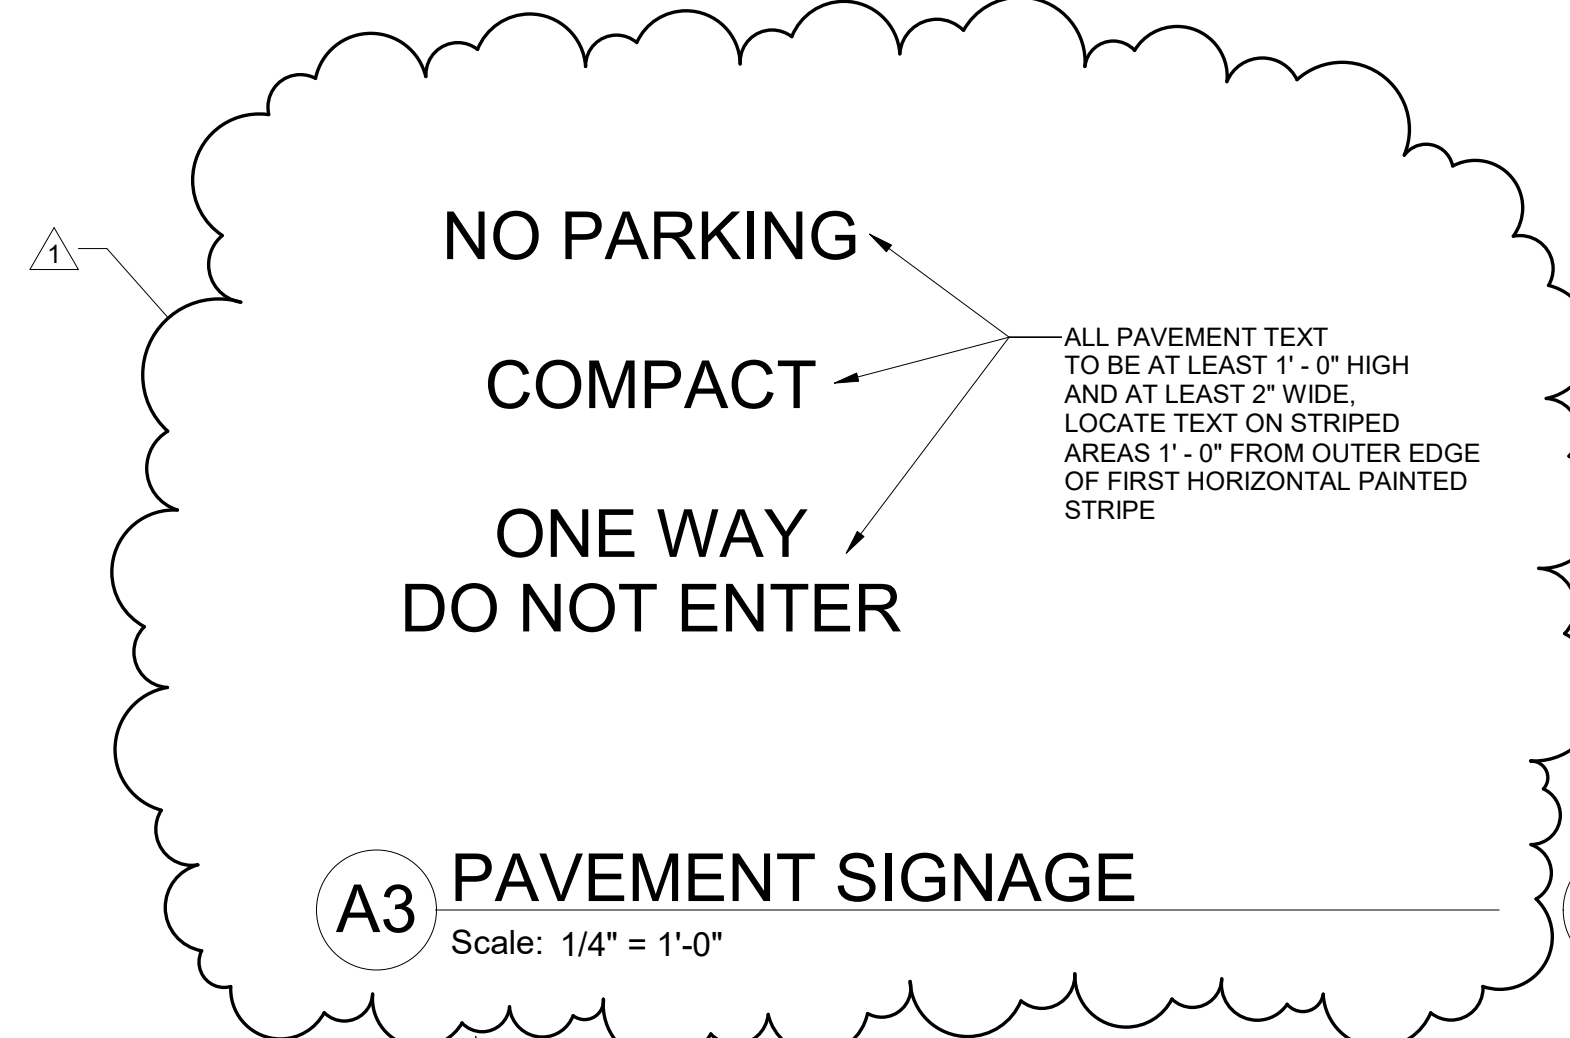 1
NO PARKING
COMPACT
ONE WAY
DO NOT ENTER
ALL PAVEMENT TEXT
TO BE AT LEAST 1' - 0" HIGH
AND AT LEAST 2" WIDE,
LOCATE TEXT ON STRIPED
AREAS 1' - 0" FROM OUTER EDGE
OF FIRST HORIZONTAL PAINTED
STRIPE
A3
PAVEMENT SIGNAGE
Scale: 1/4" = 1'-0"